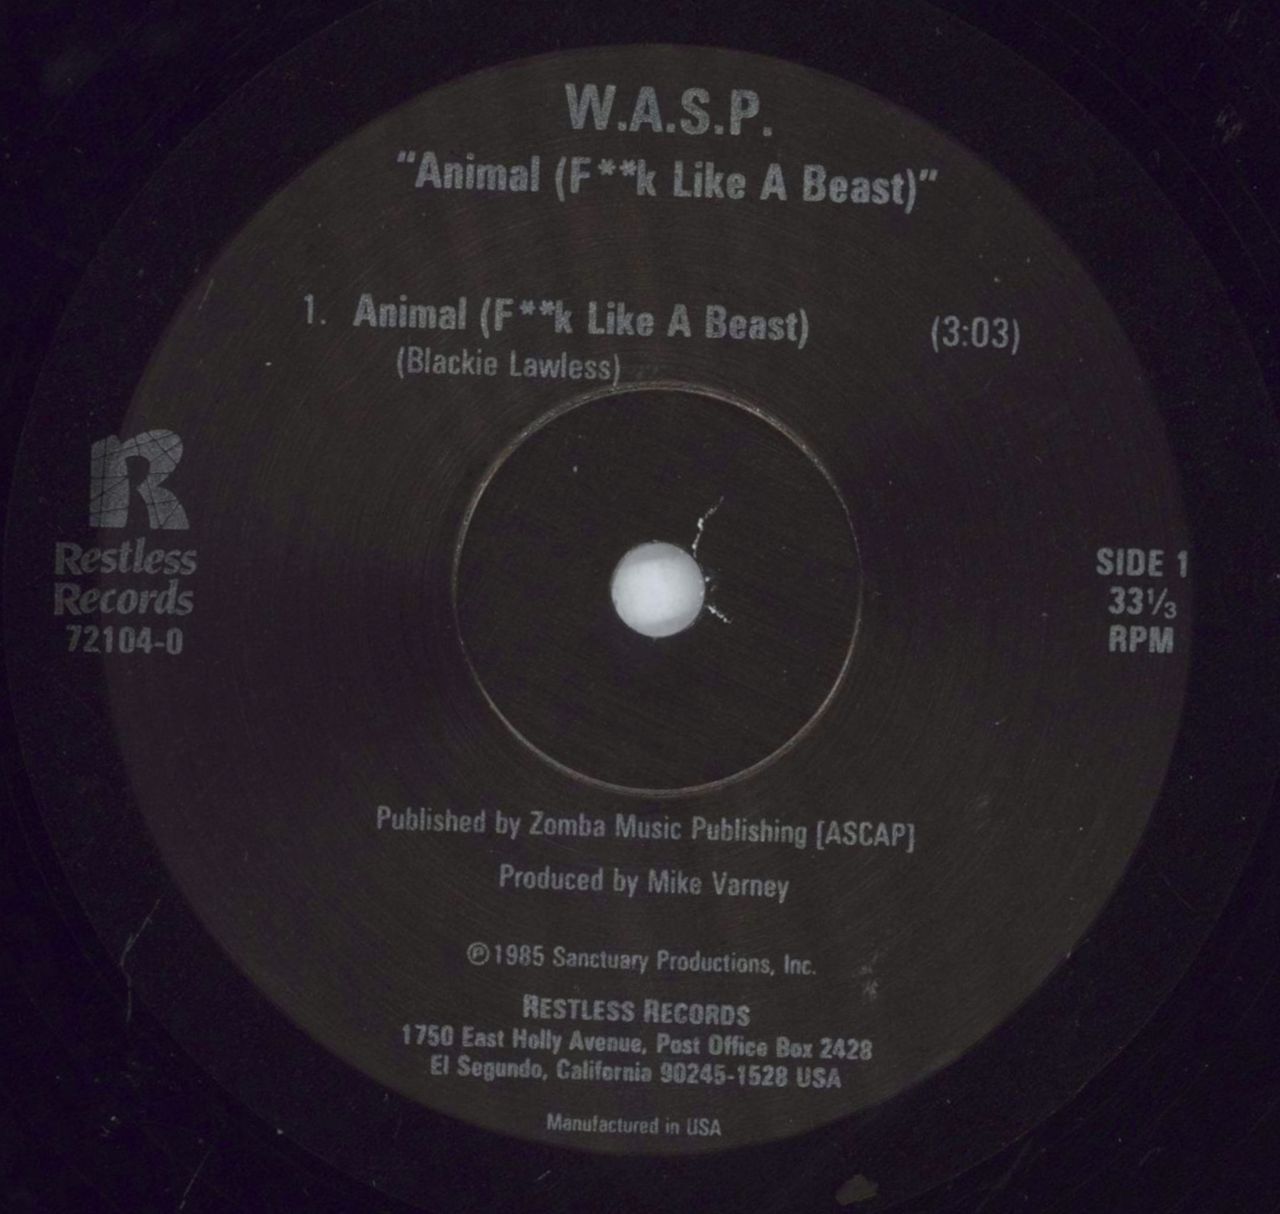 W.A.S.P.
"Animal (F**k Like A Beast)"
1. Animal (F**k Like A Beast) (3:03)
(Blackie Lawless)
R
Restless
Records
72104-0
SIDE 1
33⅓
RPM
Published by Zomba Music Publishing [ASCAP]
Produced by Mike Varney
℗1985 Sanctuary Productions, Inc.
RESTLESS RECORDS
1750 East Holly Avenue, Post Office Box 2428
El Segundo, California 90245-1528 USA
Manufactured in USA